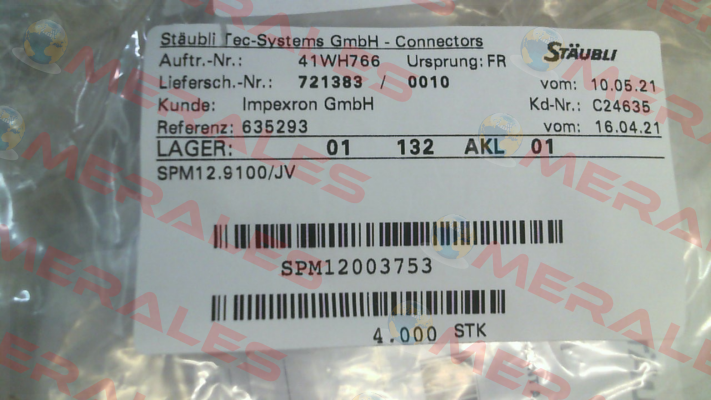 Stäubli Tec-Systems GmbH - Connectors
STÄUBLI
Auftr.-Nr.: 41WH766 Ursprung: FR
Liefersch.-Nr.: 721383 / 0010 vom: 10.05.21
Kunde: Impexron GmbH Kd-Nr.: C24635
Referenz: 635293 vom: 16.04.21
LAGER: 01 132 AKL 01
SPM12.9100/JV
SPM12003753
4.000 STK
MERALES
MERALES
MERALES
MERALES